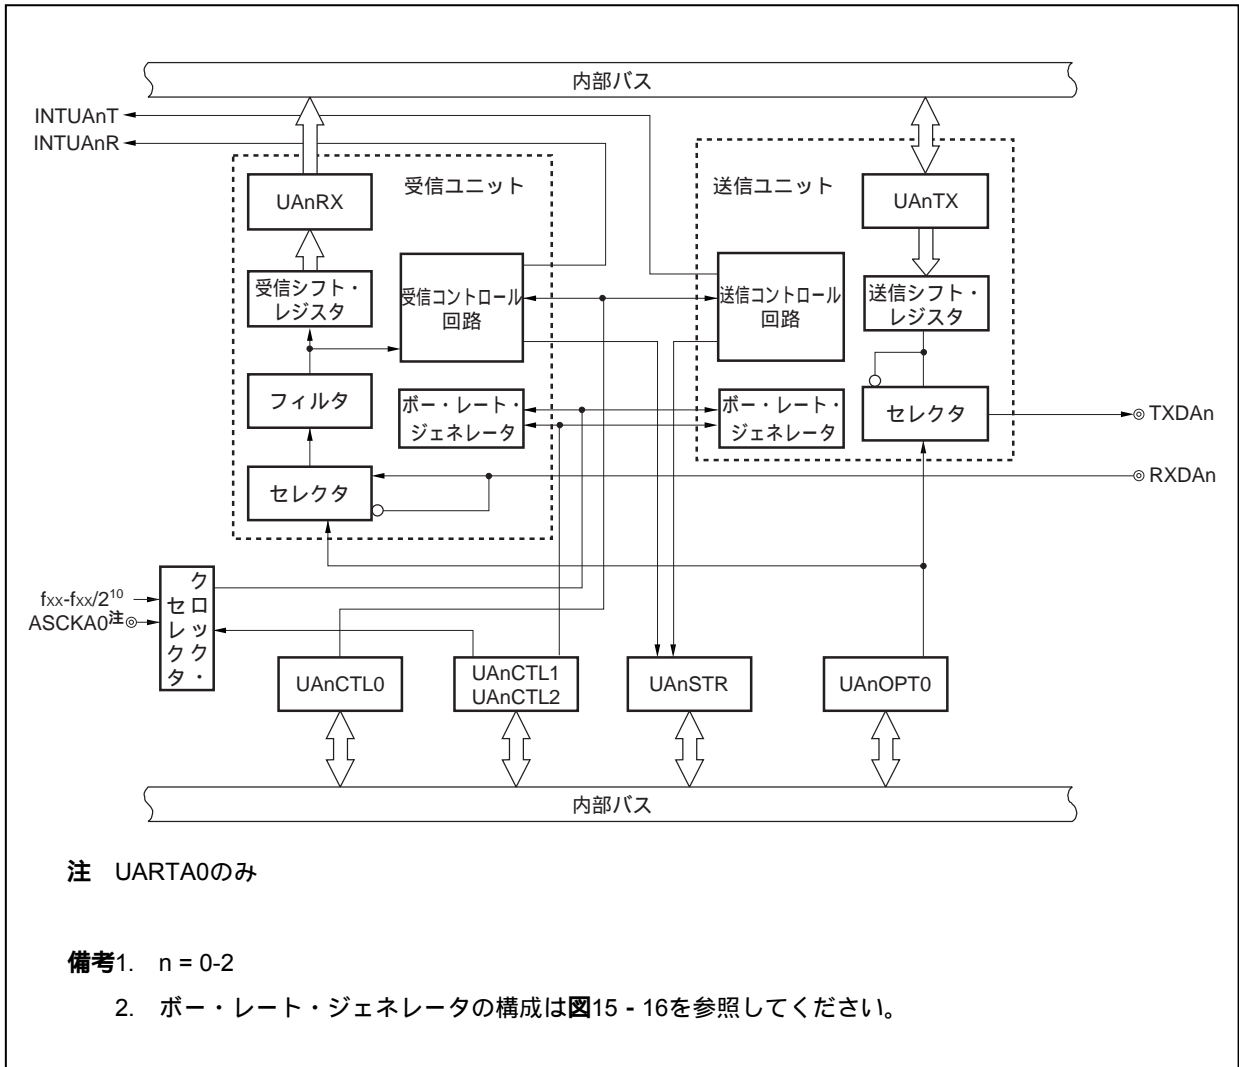 内部バス
INTUAnT
INTUAnR
受信ユニット
送信ユニット
UAnRX
UAnTX
受信シフト・
レジスタ
受信コントロール
回路
送信コントロール
回路
送信シフト・
レジスタ
フィルタ
ボー・レート・
ジェネレータ
ボー・レート・
ジェネレータ
セレクタ
TXDAn
セレクタ
RXDAn
fxx-fxx/2¹⁰
ASCKA0注
クロック・
セレクタ
UAnCTL0
UAnCTL1
UAnCTL2
UAnSTR
UAnOPT0
内部バス
注 UARTA0のみ
備考1. n = 0-2
2. ボー・レート・ジェネレータの構成は図15 - 16を参照してください。